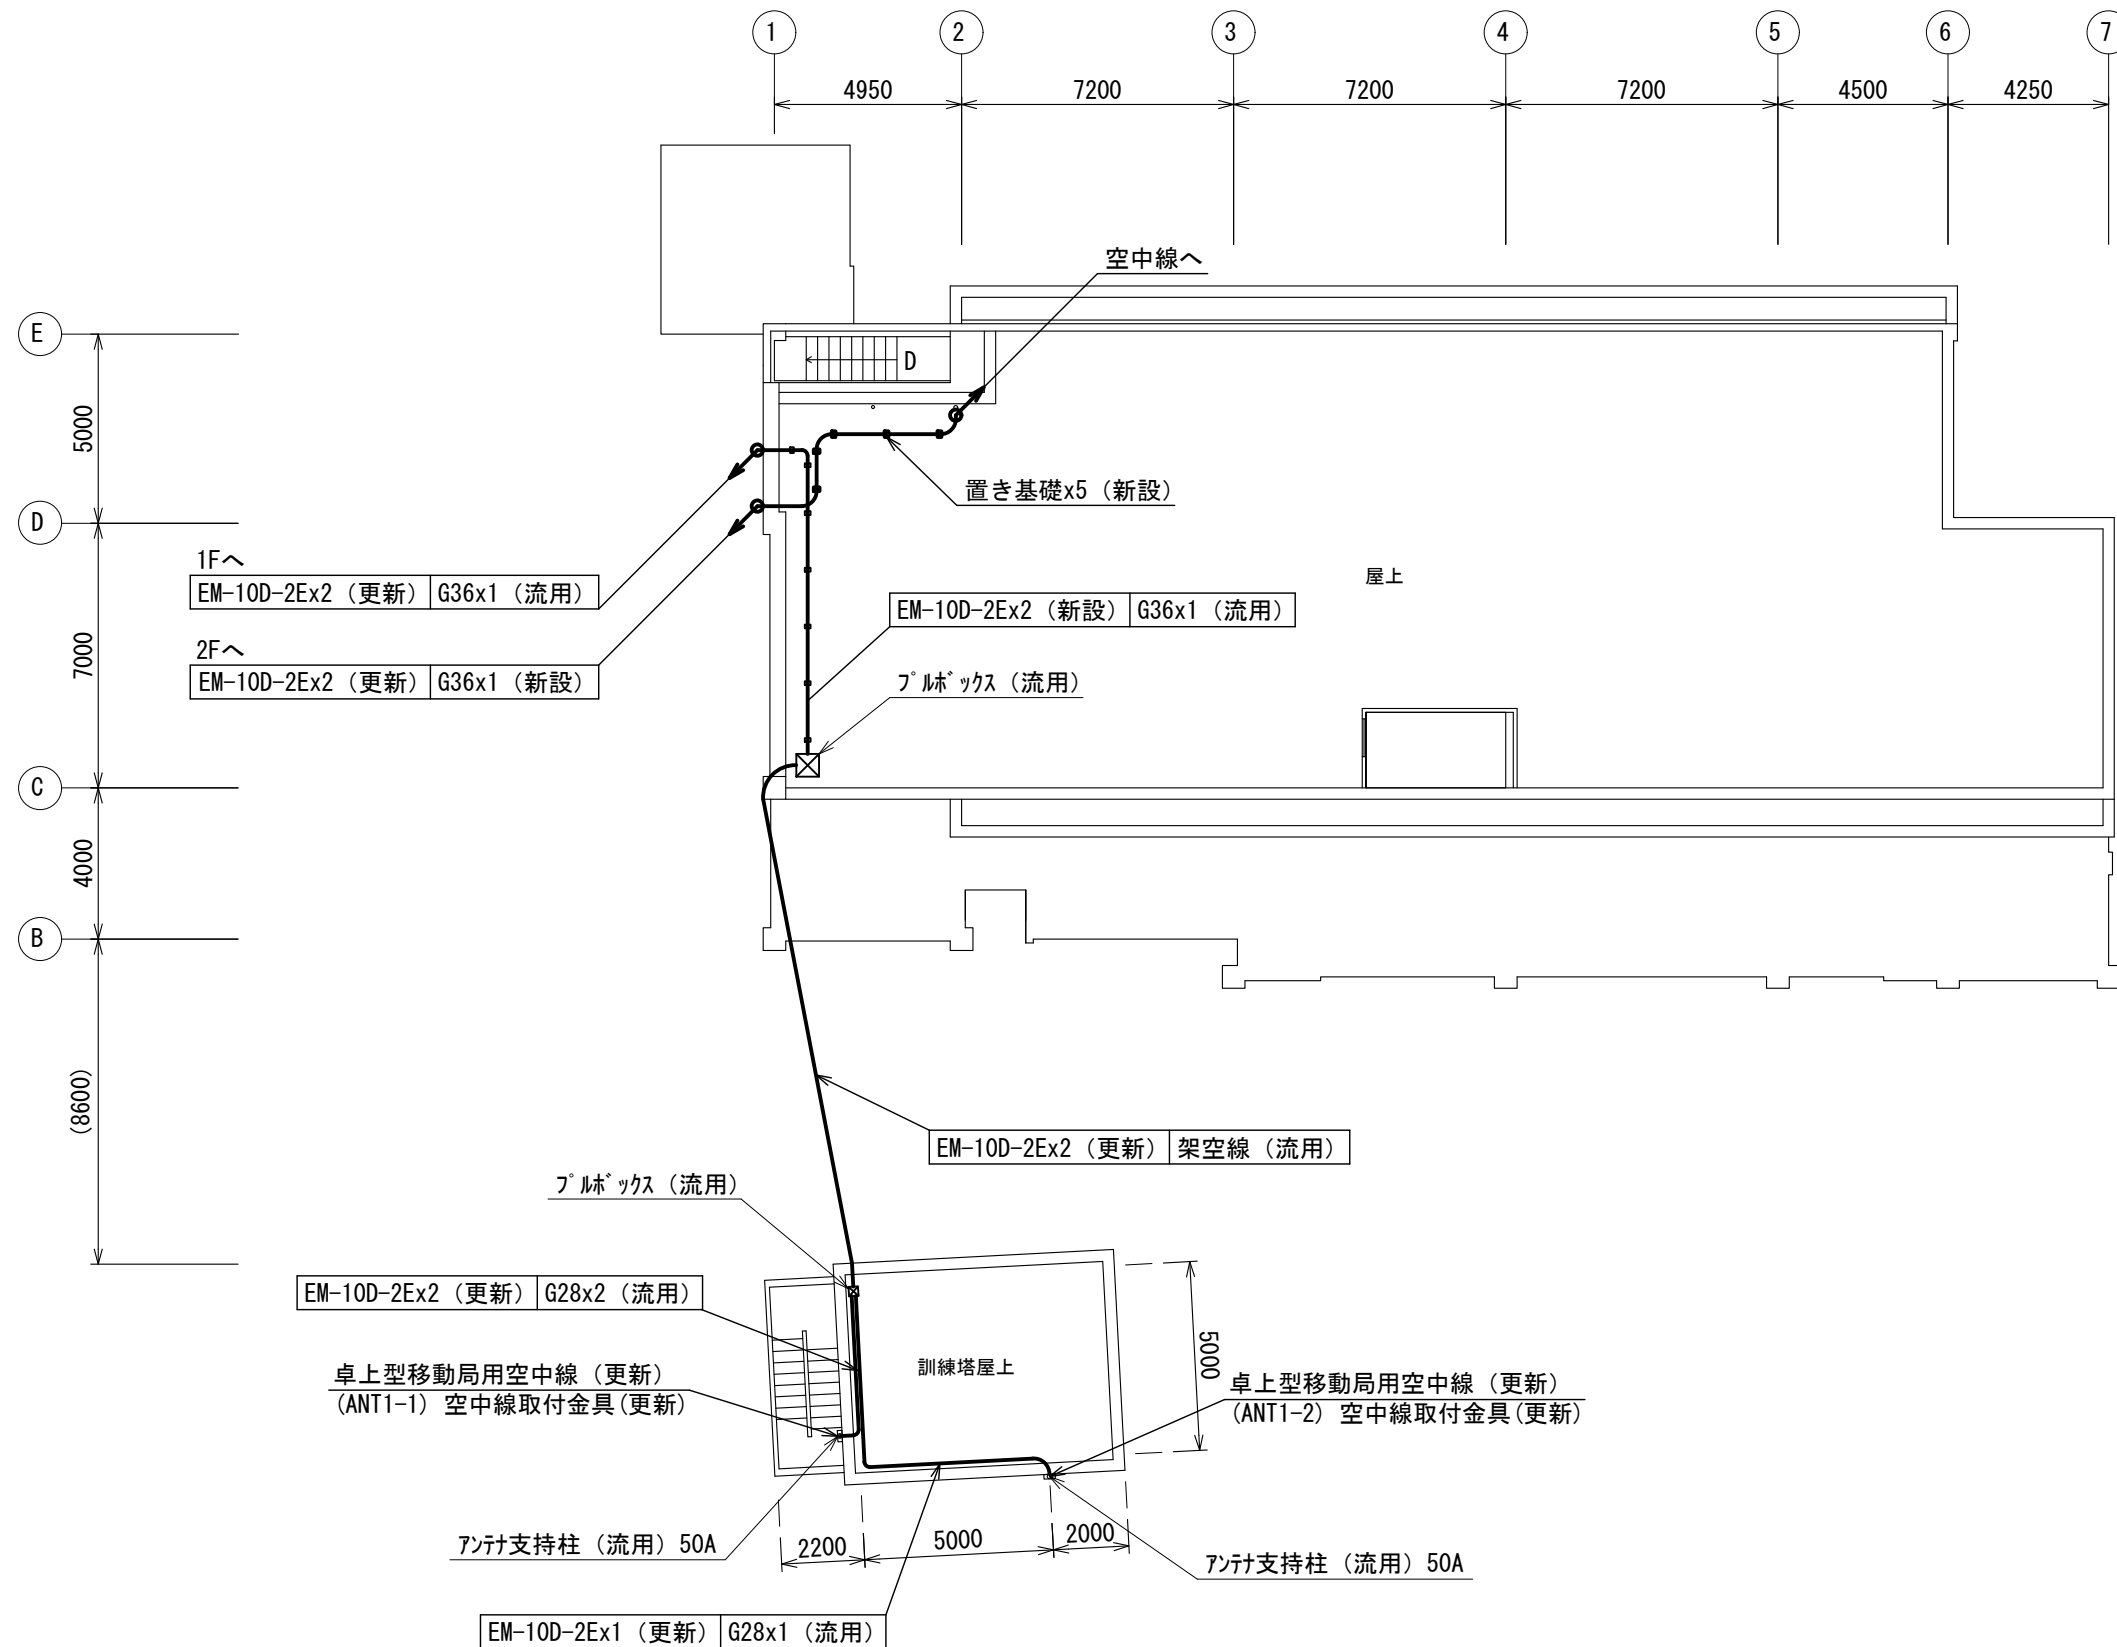 1
2
3
4
5
6
7
4950
7200
7200
7200
4500
4250
空中線へ
E
D
5000
置き基礎x5（新設）
D
1Fへ
EM-10D-2Ex2（更新） G36x1（流用）
屋上
EM-10D-2Ex2（新設） G36x1（流用）
2Fへ
EM-10D-2Ex2（更新） G36x1（新設）
7000
ﾌﾟﾙﾎﾞｯｸｽ（流用）
C
4000
B
(8600)
EM-10D-2Ex2（更新） 架空線（流用）
ﾌﾟﾙﾎﾞｯｸｽ（流用）
EM-10D-2Ex2（更新） G28x2（流用）
5000
訓練塔屋上
卓上型移動局用空中線（更新）
(ANT1-1) 空中線取付金具(更新)
卓上型移動局用空中線（更新）
(ANT1-2) 空中線取付金具(更新)
ｱﾝﾃﾅ支持柱（流用）50A
2200
5000
2000
ｱﾝﾃﾅ支持柱（流用）50A
EM-10D-2Ex1（更新） G28x1（流用）